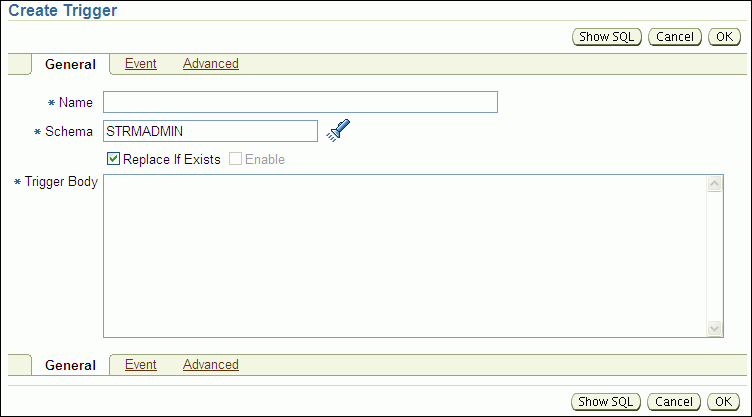 Create Trigger
Show SQL Cancel OK
General Event Advanced
* Name
* Schema STRMADMIN
Replace If Exists Enable
* Trigger Body
General Event Advanced
Show SQL Cancel OK